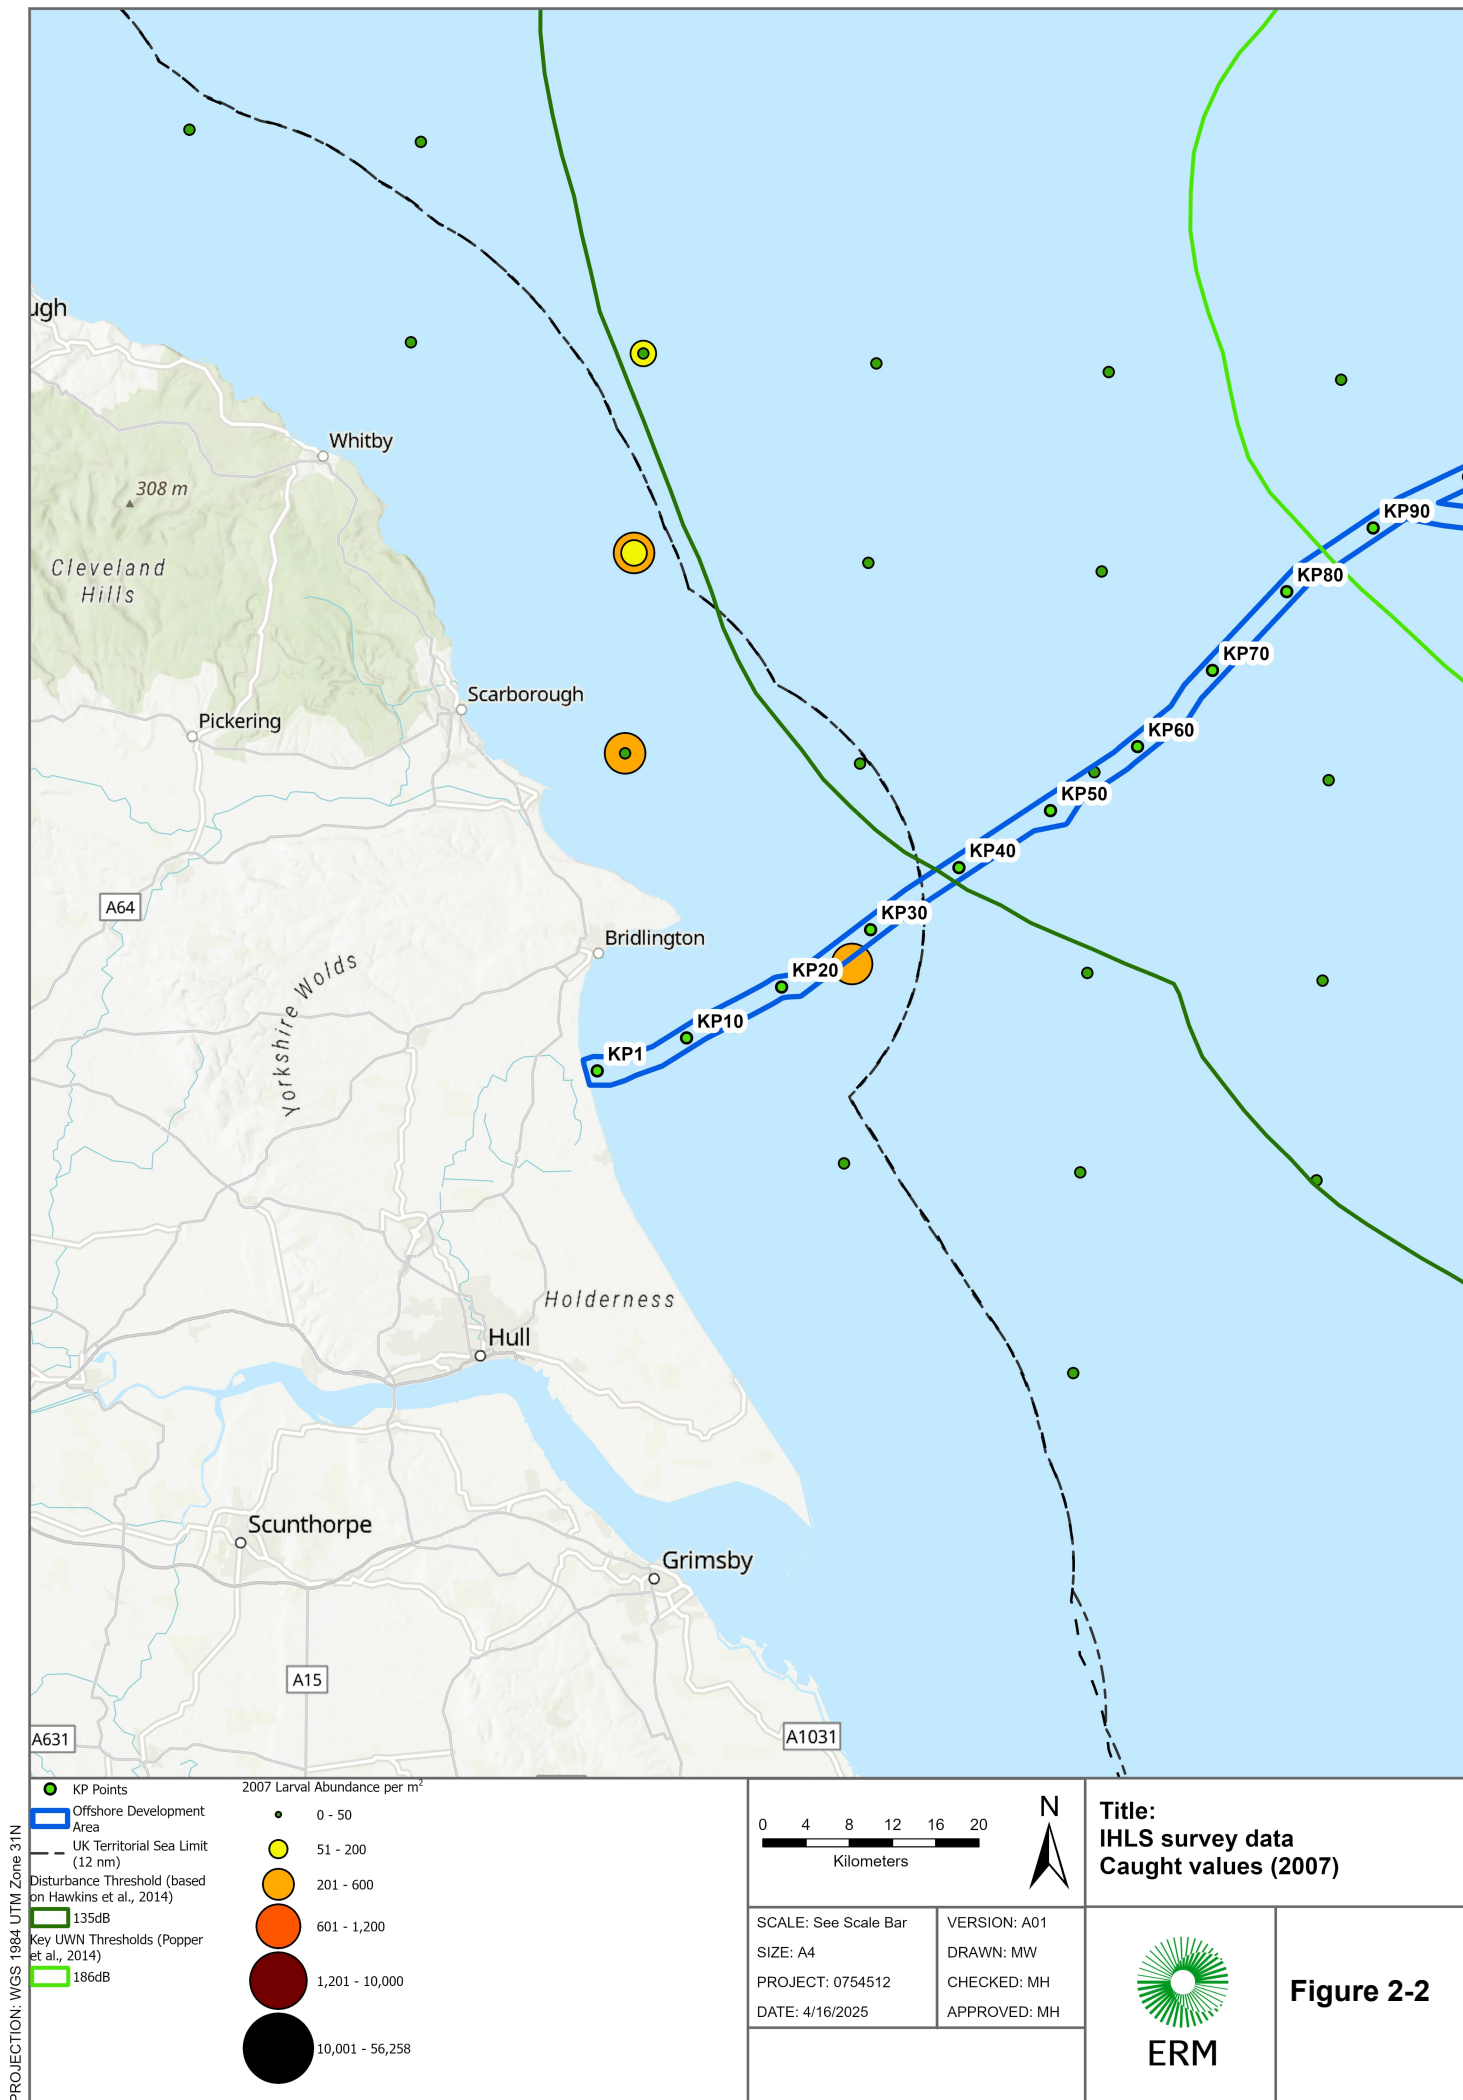 ugh
Whitby
308 m
Cleveland
Hills
Scarborough
Pickering
KP90
KP80
KP70
KP60
KP50
KP40
A64
KP30
Bridlington
KP20
Yorkshire Wolds
KP10
KP1
Holderness
Hull
Scunthorpe
Grimsby
A15
A631
A1031
PROJECTION: WGS 1984 UTM Zone 31N
KP Points
Offshore Development
Area
UK Territorial Sea Limit
(12 nm)
Disturbance Threshold (based
on Hawkins et al., 2014)
135dB
Key UWN Thresholds (Popper
et al., 2014)
186dB
2007 Larval Abundance per m²
0 - 50
51 - 200
201 - 600
601 - 1,200
1,201 - 10,000
10,001 - 56,258
0 4 8 12 16 20
Kilometers
N
Title:
IHLS survey data
Caught values (2007)
SCALE: See Scale Bar
SIZE: A4
PROJECT: 0754512
DATE: 4/16/2025
VERSION: A01
DRAWN: MW
CHECKED: MH
APPROVED: MH
ERM
Figure 2-2